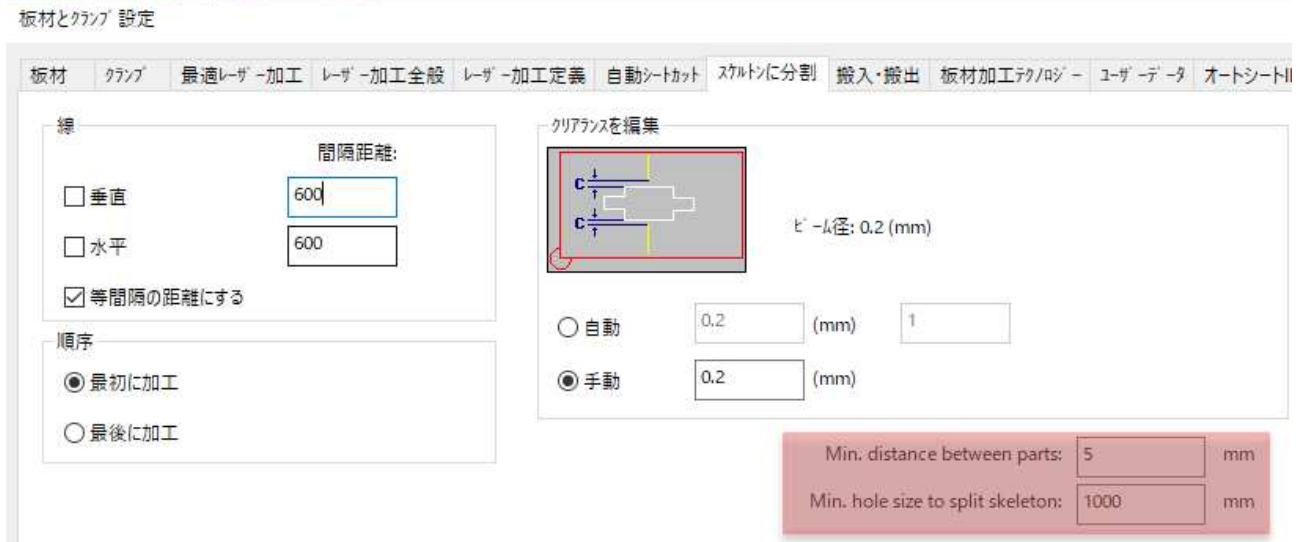 板材とｸﾗﾝﾌﾟ 設定
板材 ｸﾗﾝﾌﾟ 最適ﾚｰｻﾞｰ加工 ﾚｰｻﾞｰ加工全般 ﾚｰｻﾞｰ加工定義 自動ｼｰﾄｶｯﾄ ｽｹﾙﾄﾝに分割 搬入・搬出 板材加工ﾃｸﾉﾛｼﾞｰ ﾕｰｻﾞｰﾃﾞｰﾀ オートシート
線
間隔距離:
垂直 600
水平 600
等間隔の距離にする
順序
最初に加工
最後に加工
ｸﾘｱﾗﾝｽを編集
C
C
ﾋﾞｰﾑ径: 0.2 (mm)
自動 0.2 (mm) 1
手動 0.2 (mm)
Min. distance between parts: 5 mm
Min. hole size to split skeleton: 1000 mm